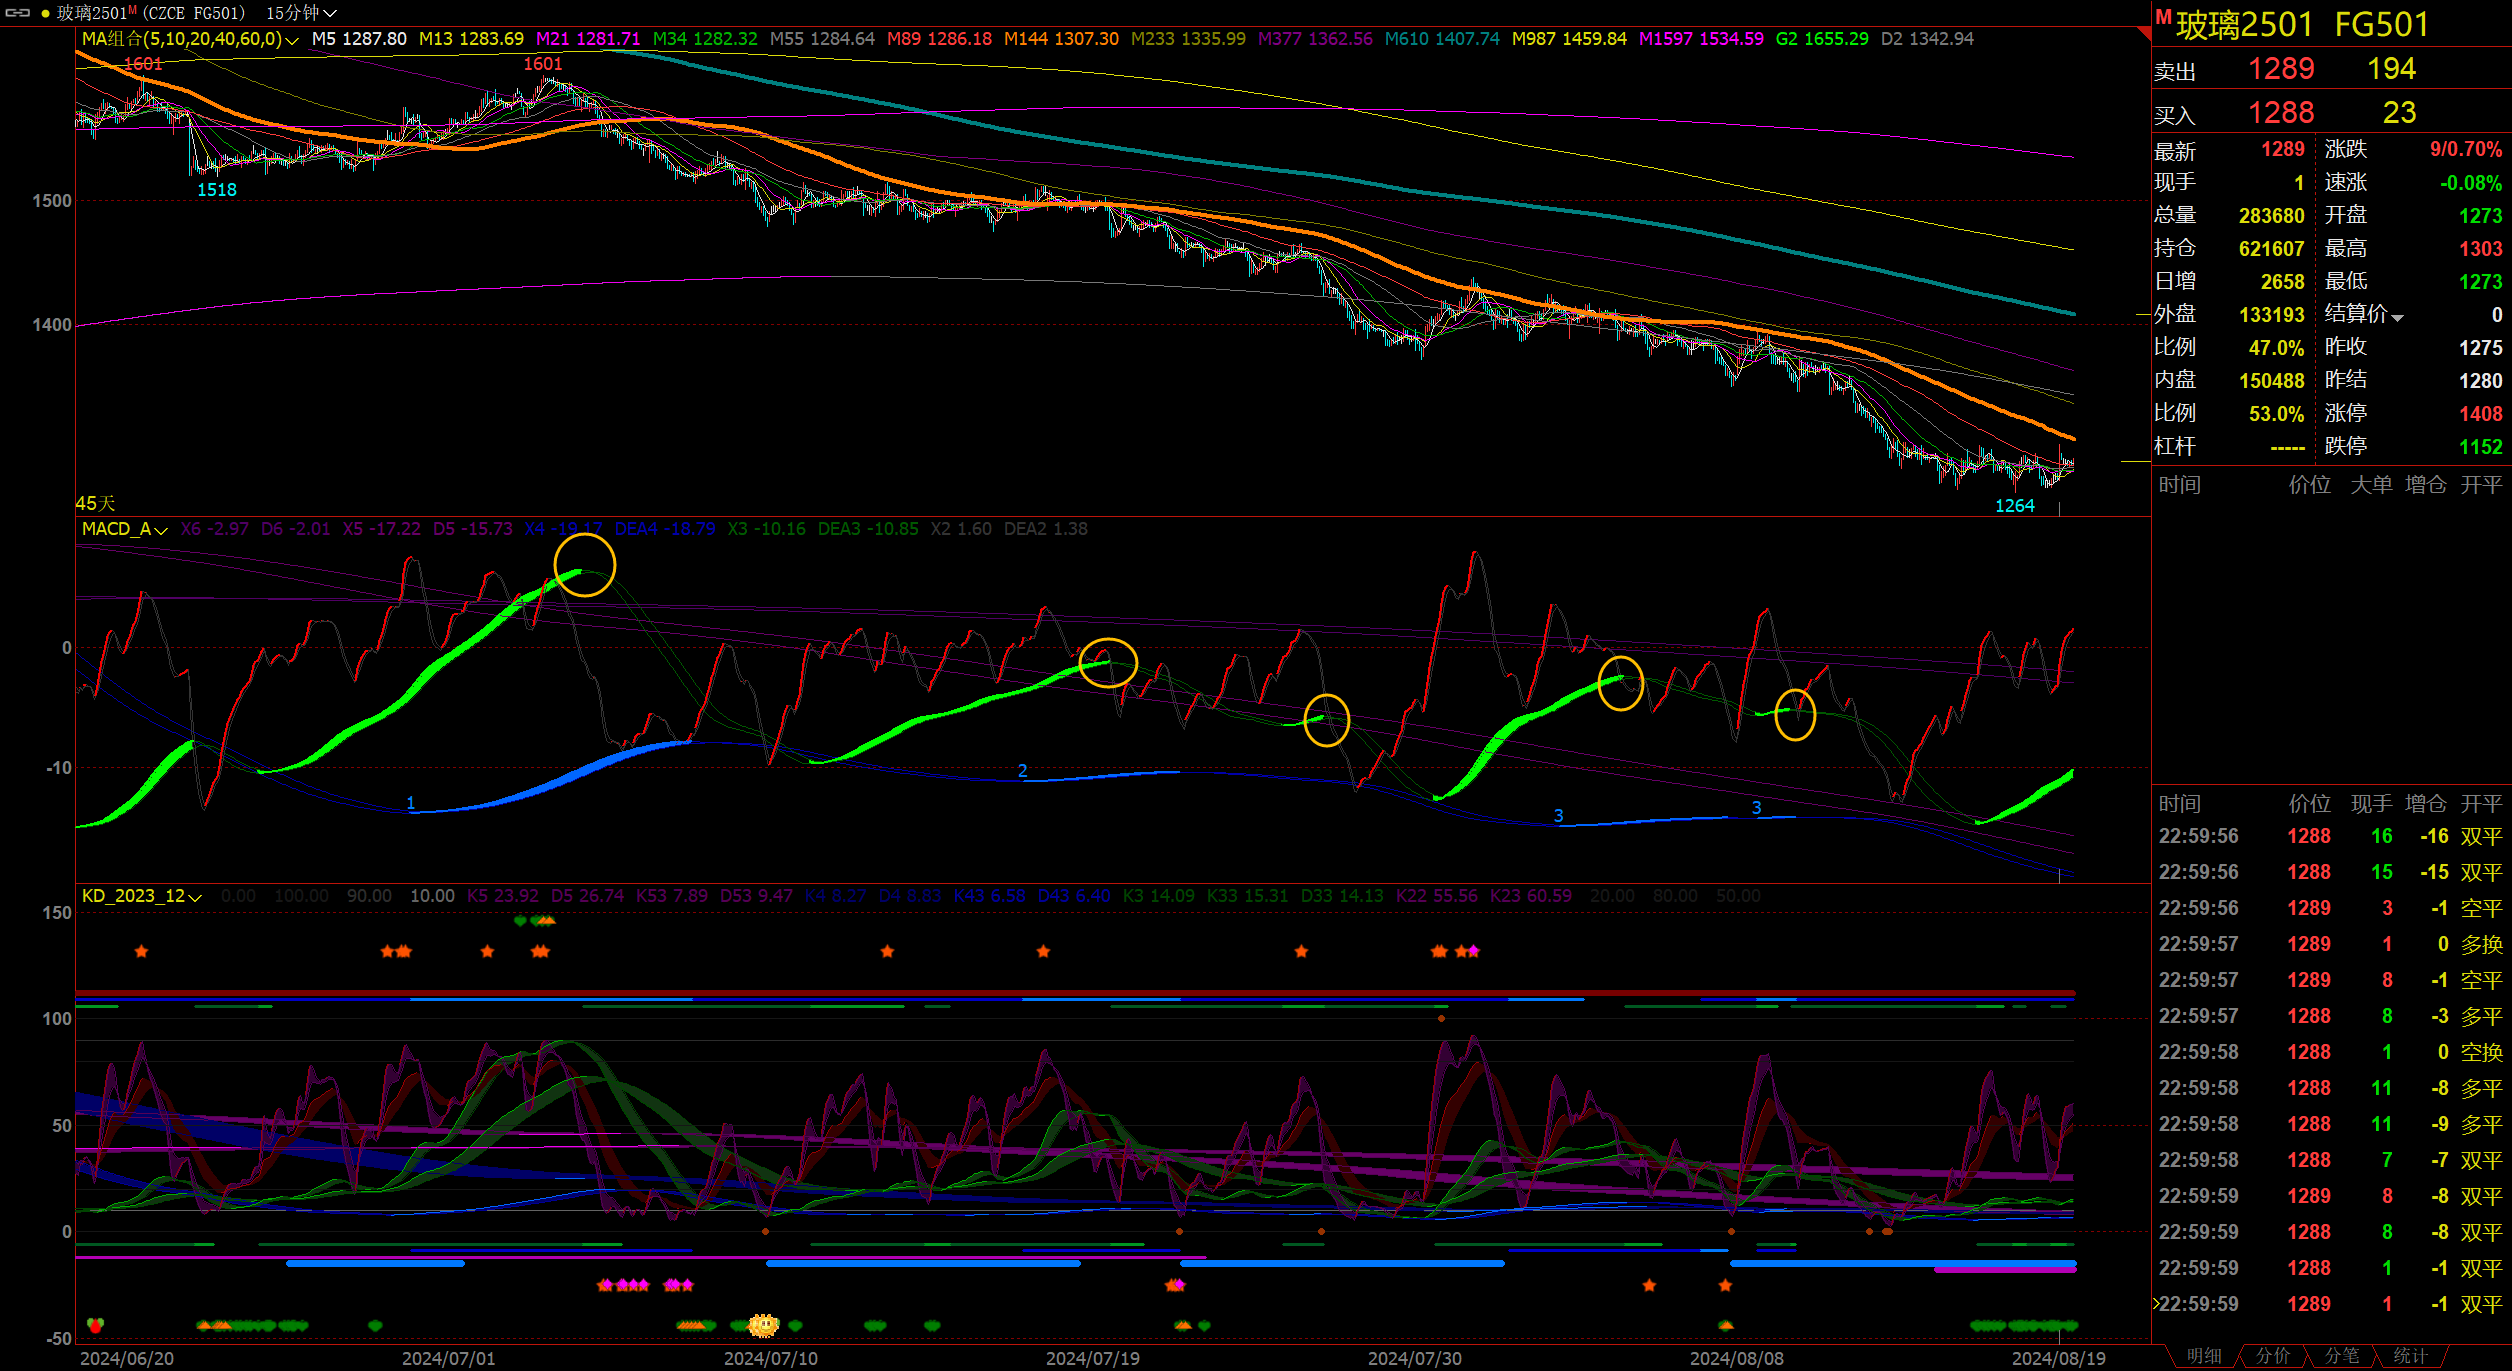 玻璃2501M (CZCE FG501) 15分钟
MA组合(5,10,20,40,60,0) M5 1287.80 M13 1283.69 M21 1281.71 M34 1282.32 M55 1284.64 M89 1286.18 M144 1307.30 M233 1335.99 M377 1362.56 M610 1407.74 M987 1459.84 M1597 1534.59 G2 1655.29 D2 1342.94
1601
1601
1518
1500
1400
1264
45天
MACD_A X6 -2.97 D6 -2.01 X5 -17.22 D5 -15.73 X4 -19.17 DEA4 -18.79 X3 -10.16 DEA3 -10.85 X2 1.60 DEA2 1.38
0
-10
1
2
3
3
KD_2023_12 0.00 100.00 90.00 10.00 K5 23.92 D5 26.74 K53 7.89 D53 9.47 K4 8.27 D4 8.83 K43 6.58 D43 6.40 K3 14.09 K33 15.31 D33 14.13 K22 55.56 K23 60.59 20.00 80.00 50.00
150
100
50
0
-50
2024/06/20 2024/07/01 2024/07/10 2024/07/19 2024/07/30 2024/08/08 2024/08/19
M玻璃2501 FG501
卖出 1289 194
买入 1288 23
最新 1289 涨跌 9/0.70%
现手 1 速涨 -0.08%
总量 283680 开盘 1273
持仓 621607 最高 1303
日增 2658 最低 1273
外盘 133193 结算价 0
比例 47.0% 昨收 1275
内盘 150488 昨结 1280
比例 53.0% 涨停 1408
杠杆 ----- 跌停 1152
时间 价位 大单 增仓 开平
时间 价位 现手 增仓 开平
22:59:56 1288 16 -16 双平
22:59:56 1288 15 -15 双平
22:59:56 1289 3 -1 空平
22:59:57 1289 1 0 多换
22:59:57 1289 8 -1 空平
22:59:57 1288 8 -3 多平
22:59:58 1288 1 0 空换
22:59:58 1288 11 -8 多平
22:59:58 1288 11 -9 多平
22:59:58 1288 7 -7 双平
22:59:59 1289 8 -8 双平
22:59:59 1288 8 -8 双平
22:59:59 1288 1 -1 双平
22:59:59 1289 1 -1 双平
明细 分价 分笔 统计